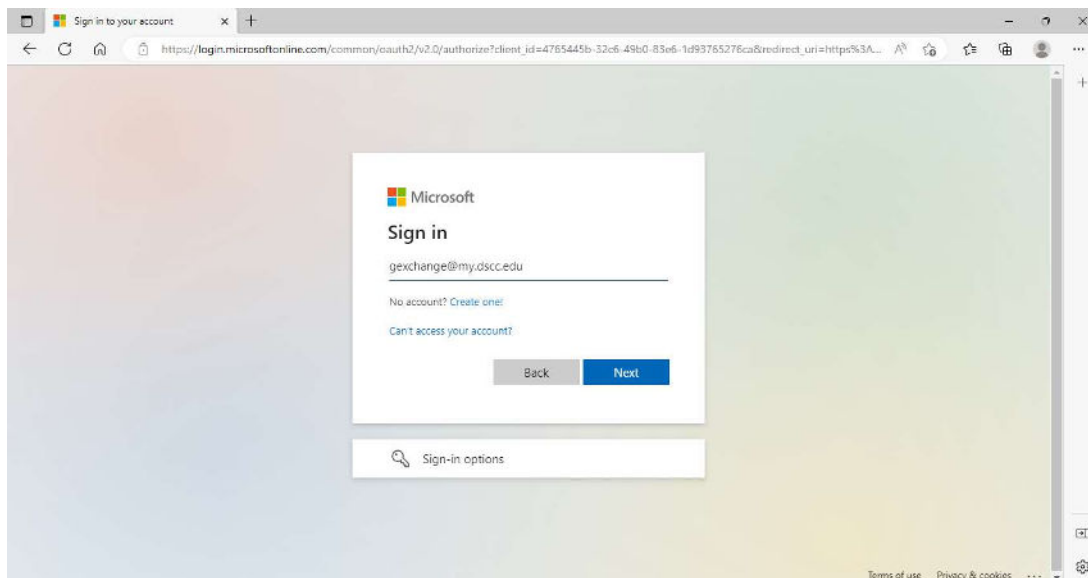 Sign in to your account
https://login.microsoftonline.com/common/oauth2/v2.0/authorize?client_id=4765445b-32c6-49b0-83e6-1d93765276ca&redirect_uri=https%3A...
Microsoft
Sign in
gexchange@my.dscc.edu
No account? Create one!
Can't access your account?
Back Next
Sign-in options
Terms of use Privacy & cookies ...